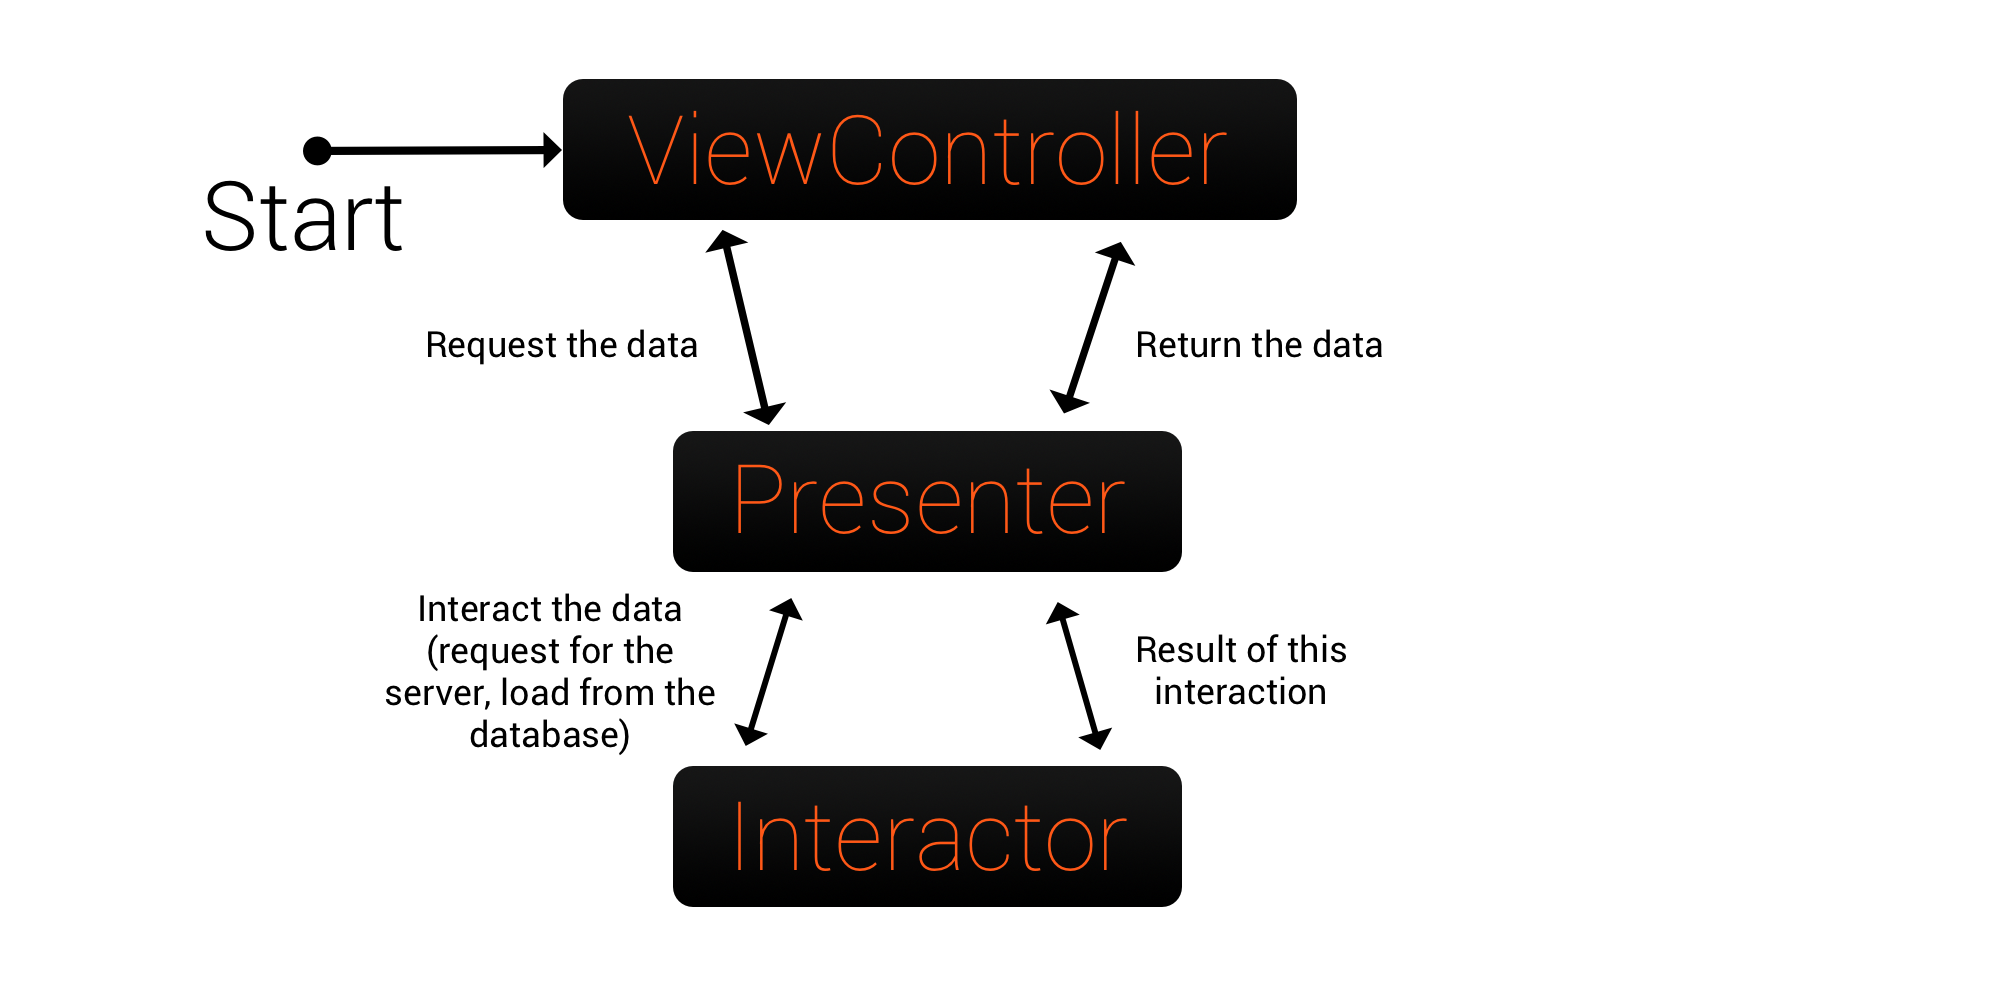 ViewController
Start
Request the data
Return the data
Presenter
Interact the data
(request for the
server, load from the
database)
Result of this
interaction
Interactor